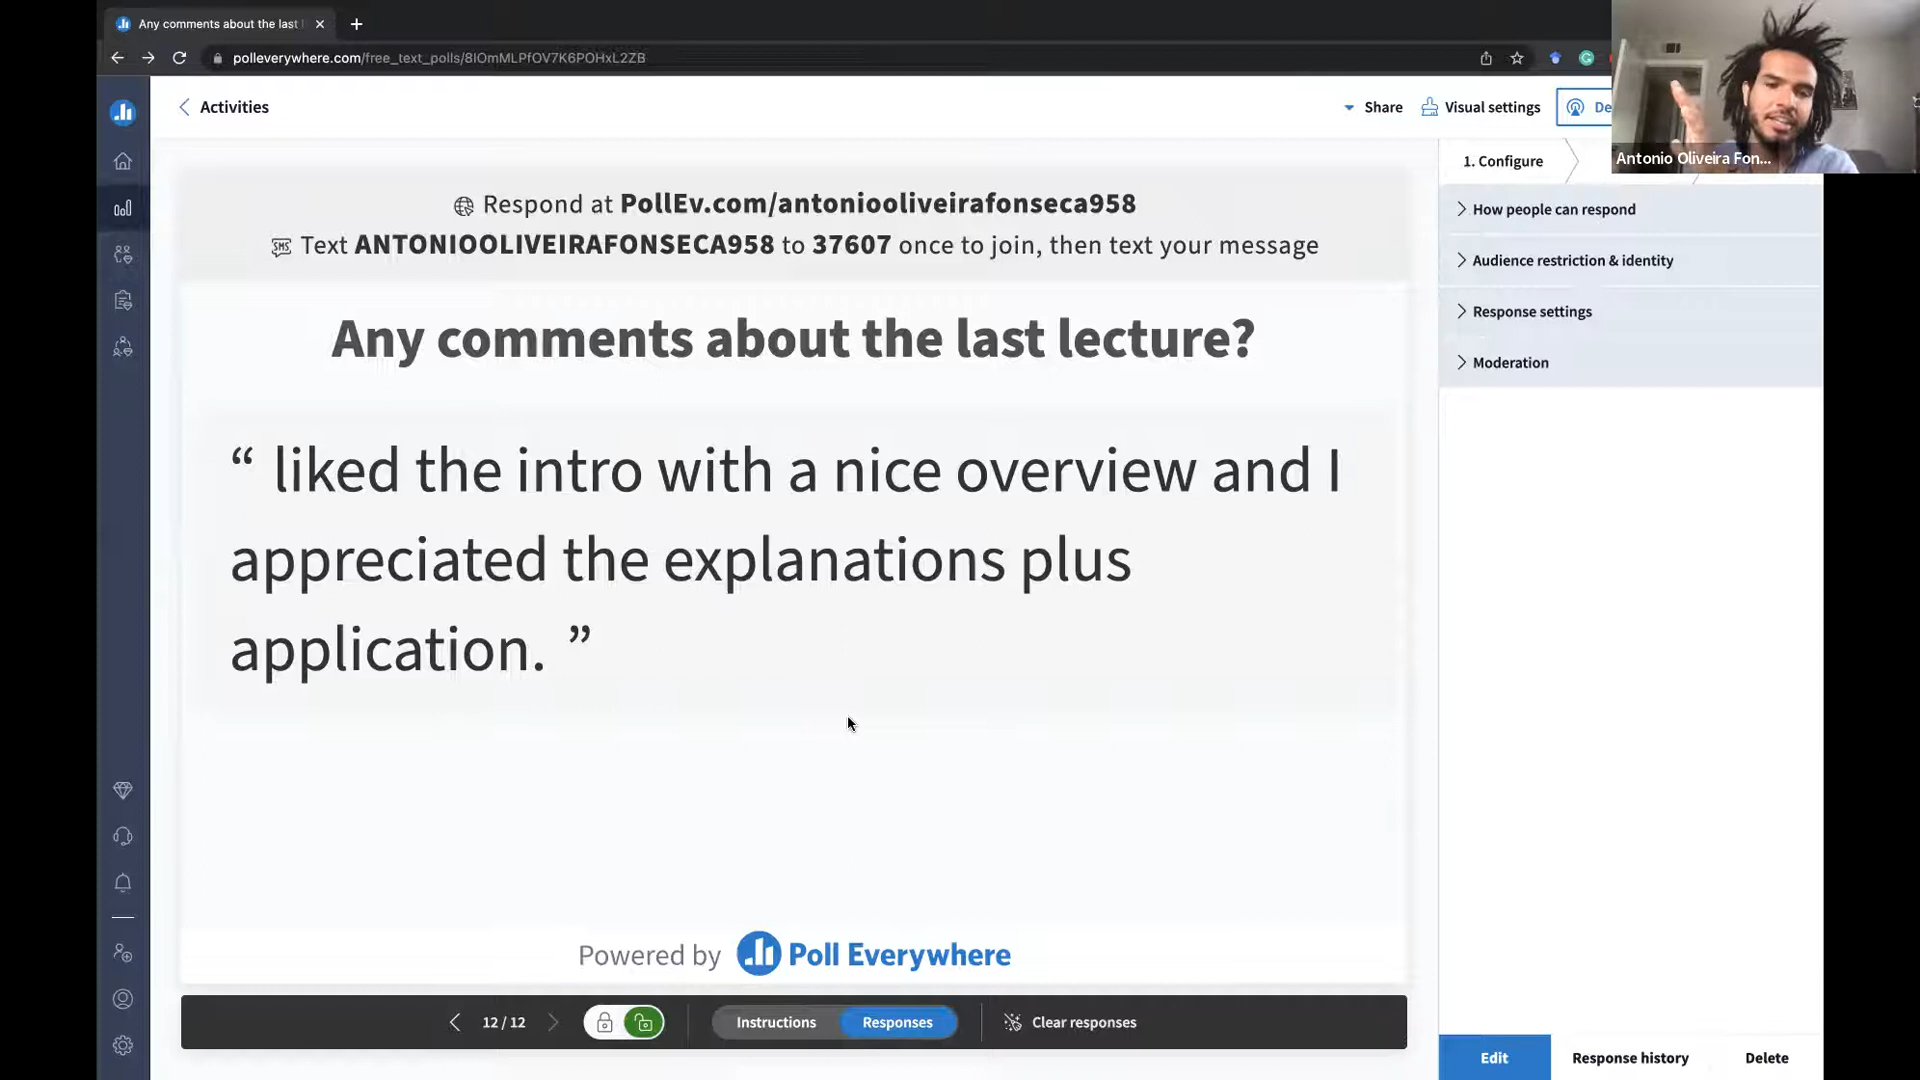 Any comments about the last
polleverywhere.com/free_text_polls/8IOmMLPfOV7K6POHxL2ZB
Activities
Share
Visual settings
De
Antonio Oliveira Fon...
1. Configure
How people can respond
Audience restriction & identity
Response settings
Moderation
Respond at PollEv.com/antoniooliveirafonseca958
SMS Text ANTONIOOLIVEIRAFONSECA958 to 37607 once to join, then text your message
Any comments about the last lecture?
“ liked the intro with a nice overview and I
appreciated the explanations plus
application. ”
Powered by Poll Everywhere
12 / 12
Instructions
Responses
Clear responses
Edit
Response history
Delete